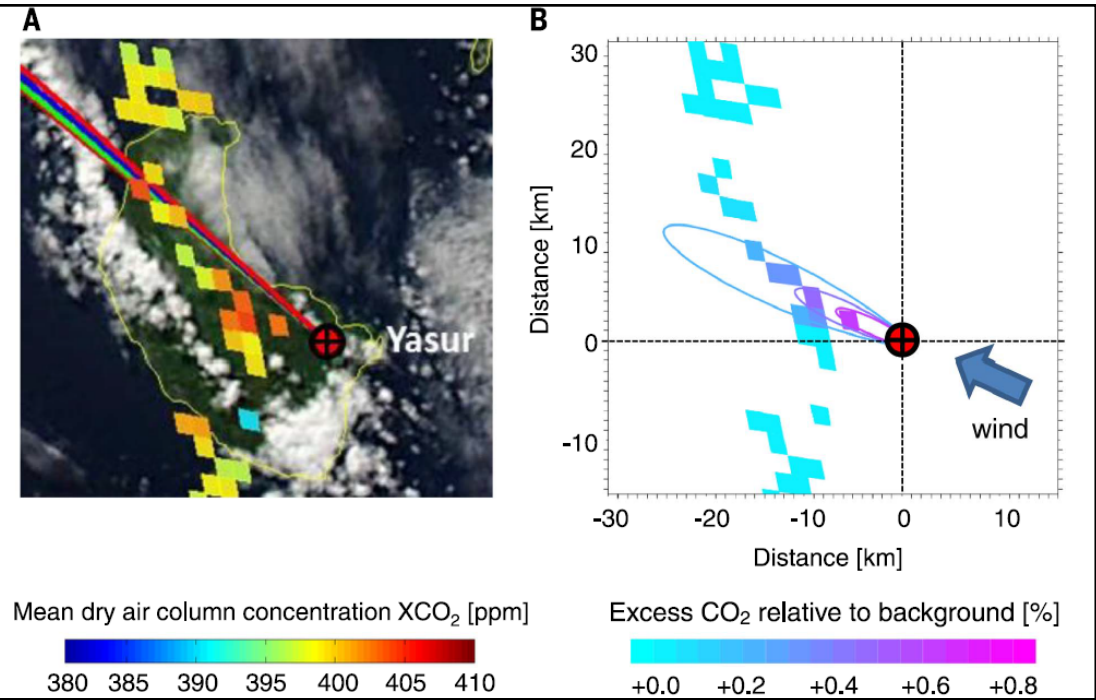 A
B
Yasur
30
20
10
0
-10
Distance [km]
wind
-30
-20
-10
0
10
Distance [km]
Mean dry air column concentration XCO₂ [ppm]
380 385 390 395 400 405 410
Excess CO₂ relative to background [%]
+0.0 +0.2 +0.4 +0.6 +0.8